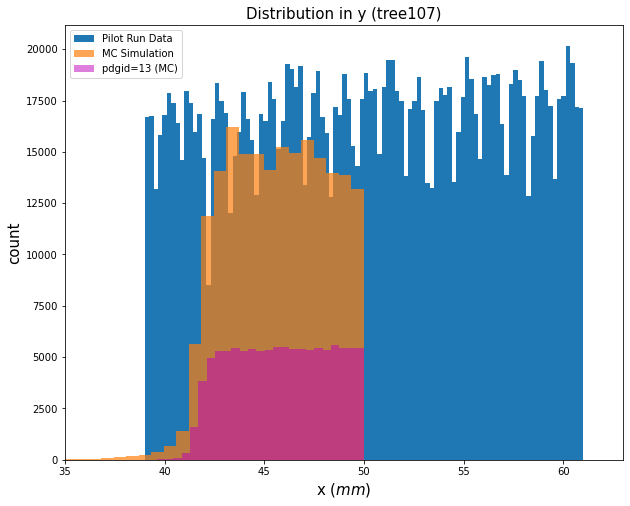 Distribution in y (tree107)
Pilot Run Data
MC Simulation
pdgid=13 (MC)
count
20000
17500
15000
12500
10000
7500
5000
2500
0
35 40 45 50 55 60
x (mm)